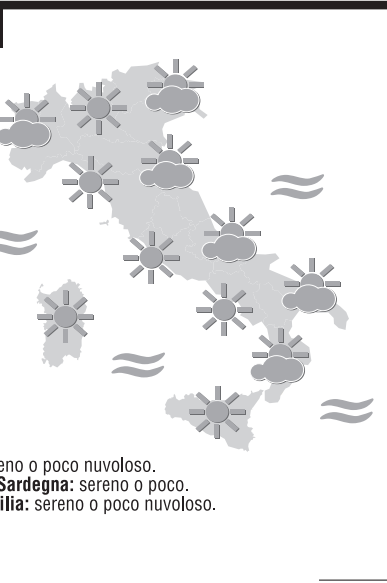 eno o poco nuvoloso.
Sardegna: sereno o poco.
ilia: sereno o poco nuvoloso.